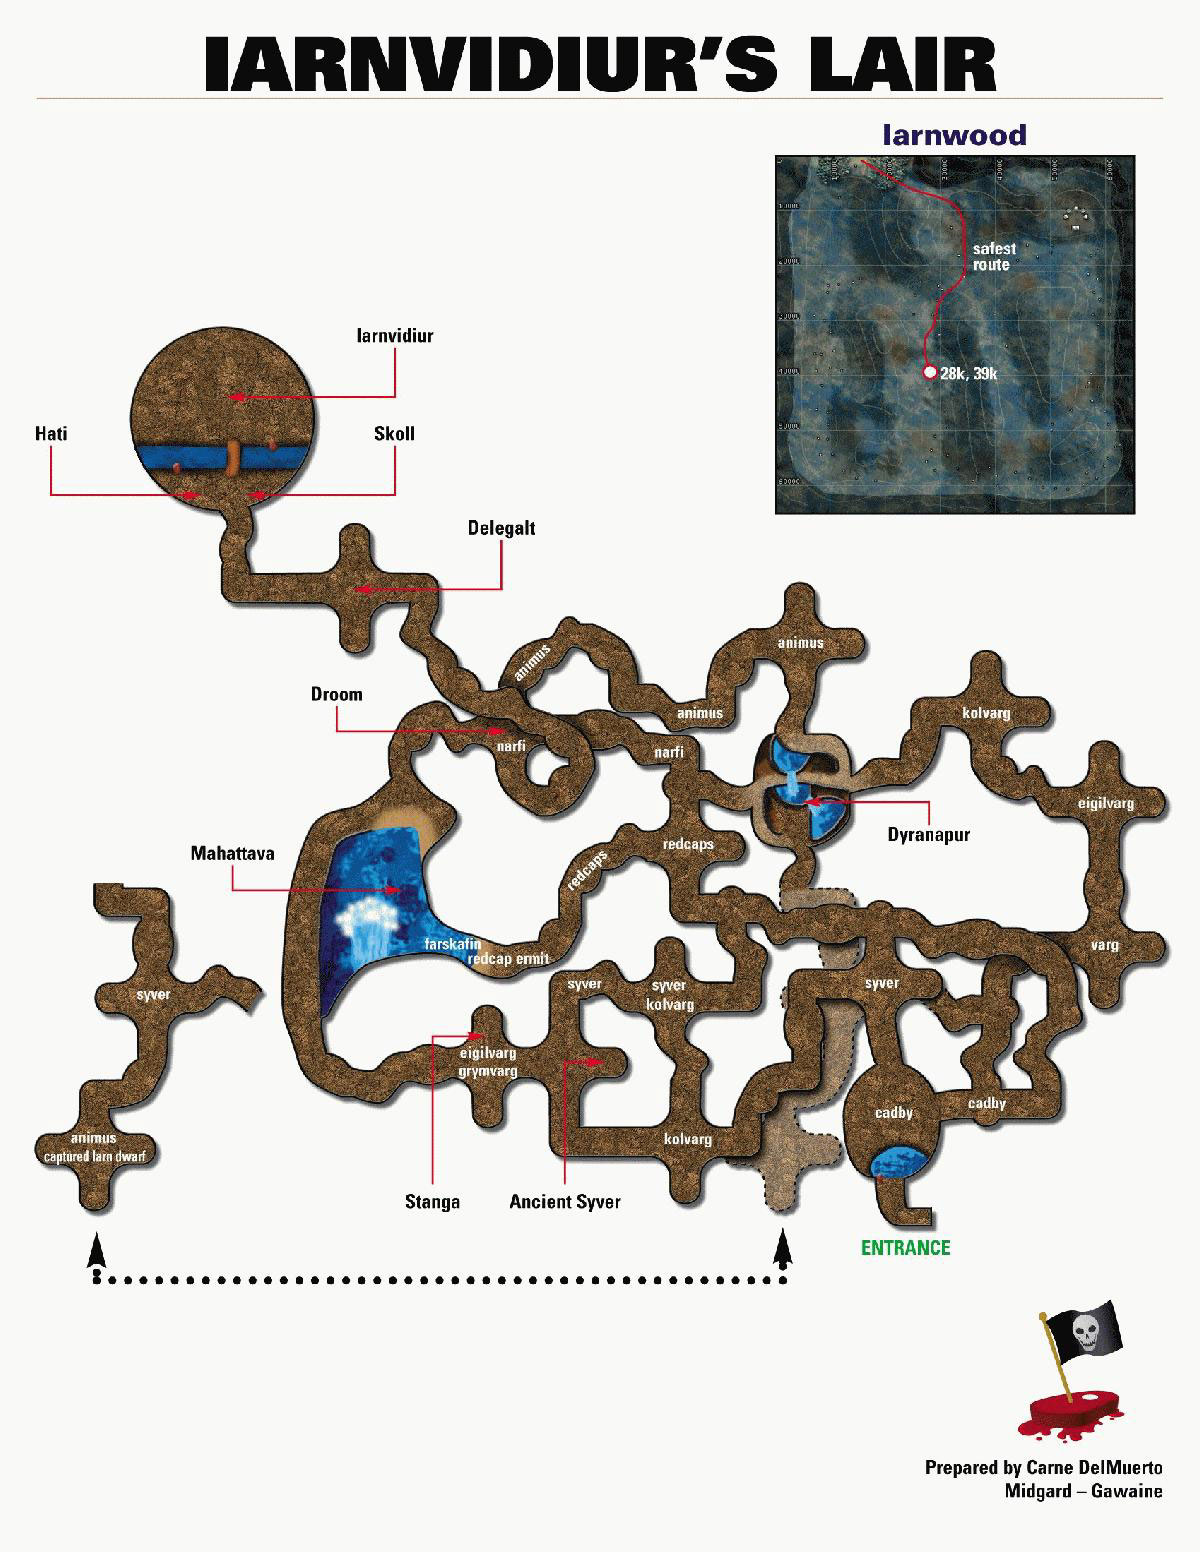 IARNVIDIUR'S LAIR
Iarnwood
safest
route
28k, 39k
Iarnvidiur
Hati
Skoll
Delegalt
animus
animus
animus
Droom
narfi
narfi
kolvarg
eigilvarg
Dyranapur
redcaps
Mahattava
redcaps
farskafin
redcap ermit
varg
syver
syver
syver
kolvarg
syver
eigilvarg
grymvarg
cadby
cadby
animus
captured Iarn dwarf
kolvarg
Stanga
Ancient Syver
ENTRANCE
Prepared by Carne DelMuerto
Midgard – Gawaine